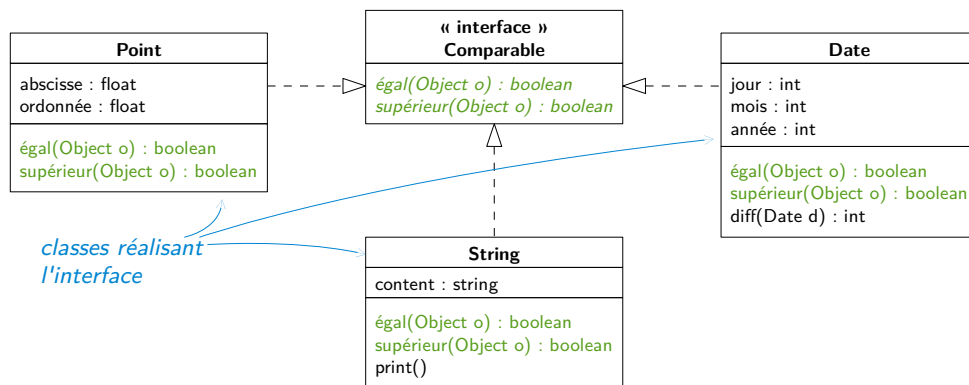 Point
abscisse : float
ordonnée : float
égal(Object o) : boolean
supérieur(Object o) : boolean
« interface »
Comparable
égal(Object o) : boolean
supérieur(Object o) : boolean
Date
jour : int
mois : int
année : int
égal(Object o) : boolean
supérieur(Object o) : boolean
diff(Date d) : int
classes réalisant
l'interface
String
content : string
égal(Object o) : boolean
supérieur(Object o) : boolean
print()